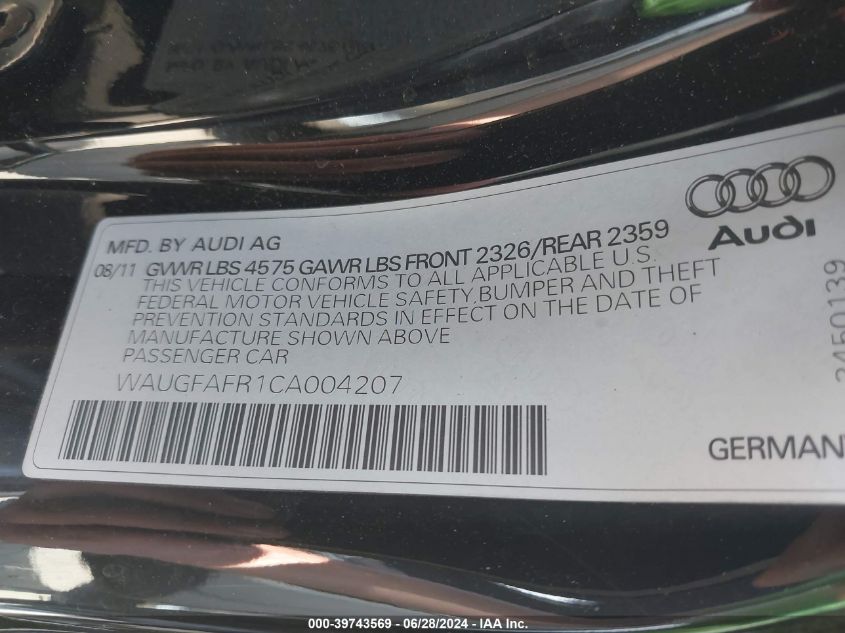 Audi
MFD. BY AUDI AG
08/11 GVWR LBS 4575 GAWR LBS FRONT 2326/REAR 2359
THIS VEHICLE CONFORMS TO ALL APPLICABLE U.S.
FEDERAL MOTOR VEHICLE SAFETY,BUMPER AND THEFT
PREVENTION STANDARDS IN EFFECT ON THE DATE OF
MANUFACTURE SHOWN ABOVE
PASSENGER CAR
WAUGFAFR1CA004207
2450139
GERMAN
000-39743569 / 06/28/2024 - IAA Inc.